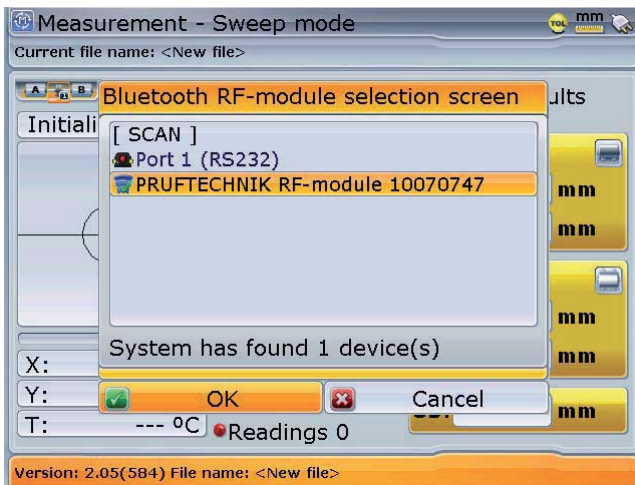 Measurement - Sweep mode
TOL
mm
Current file name: <New file>
A
B
Bluetooth RF-module selection screen
ults
Initiali
[ SCAN ]
Port 1 (RS232)
PRUFTECHNIK RF-module 10070747
mm
mm
mm
System has found 1 device(s)
mm
X:
Y:
OK
Cancel
mm
T:
--- ºC
Readings 0
Version: 2.05(584) File name: <New file>